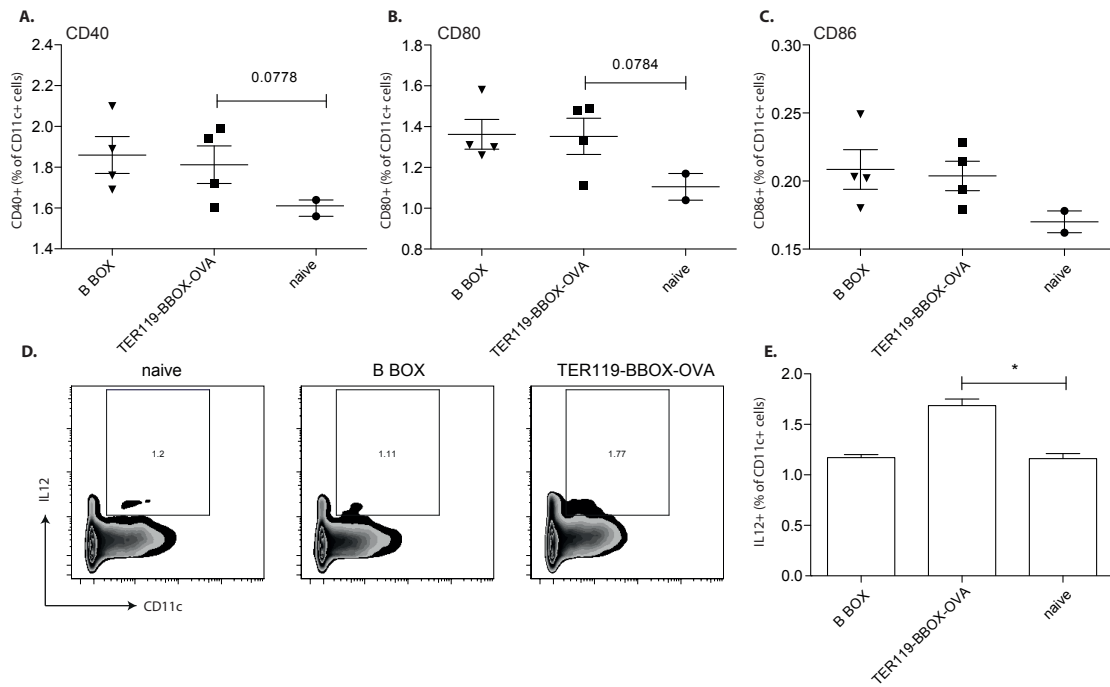 A.
CD40
CD40+ (% of CD11c+ cells)
2.4
2.2
2.0
1.8
1.6
1.4
0.0778
B BOX
TER119-BBOX-OVA
naive
B.
CD80
CD80+ (% of CD11c+ cells)
1.8
1.6
1.4
1.2
1.0
0.8
0.0784
B BOX
TER119-BBOX-OVA
naive
C.
CD86
CD86+ (% of CD11c+ cells)
0.30
0.25
0.20
0.15
B BOX
TER119-BBOX-OVA
naive
D.
naive
1.2
B BOX
1.11
TER119-BBOX-OVA
1.77
IL12
CD11c
E.
IL12+ (% of CD11c+ cells)
2.0
1.5
1.0
0.5
0.0
*
B BOX
TER119-BBOX-OVA
naive